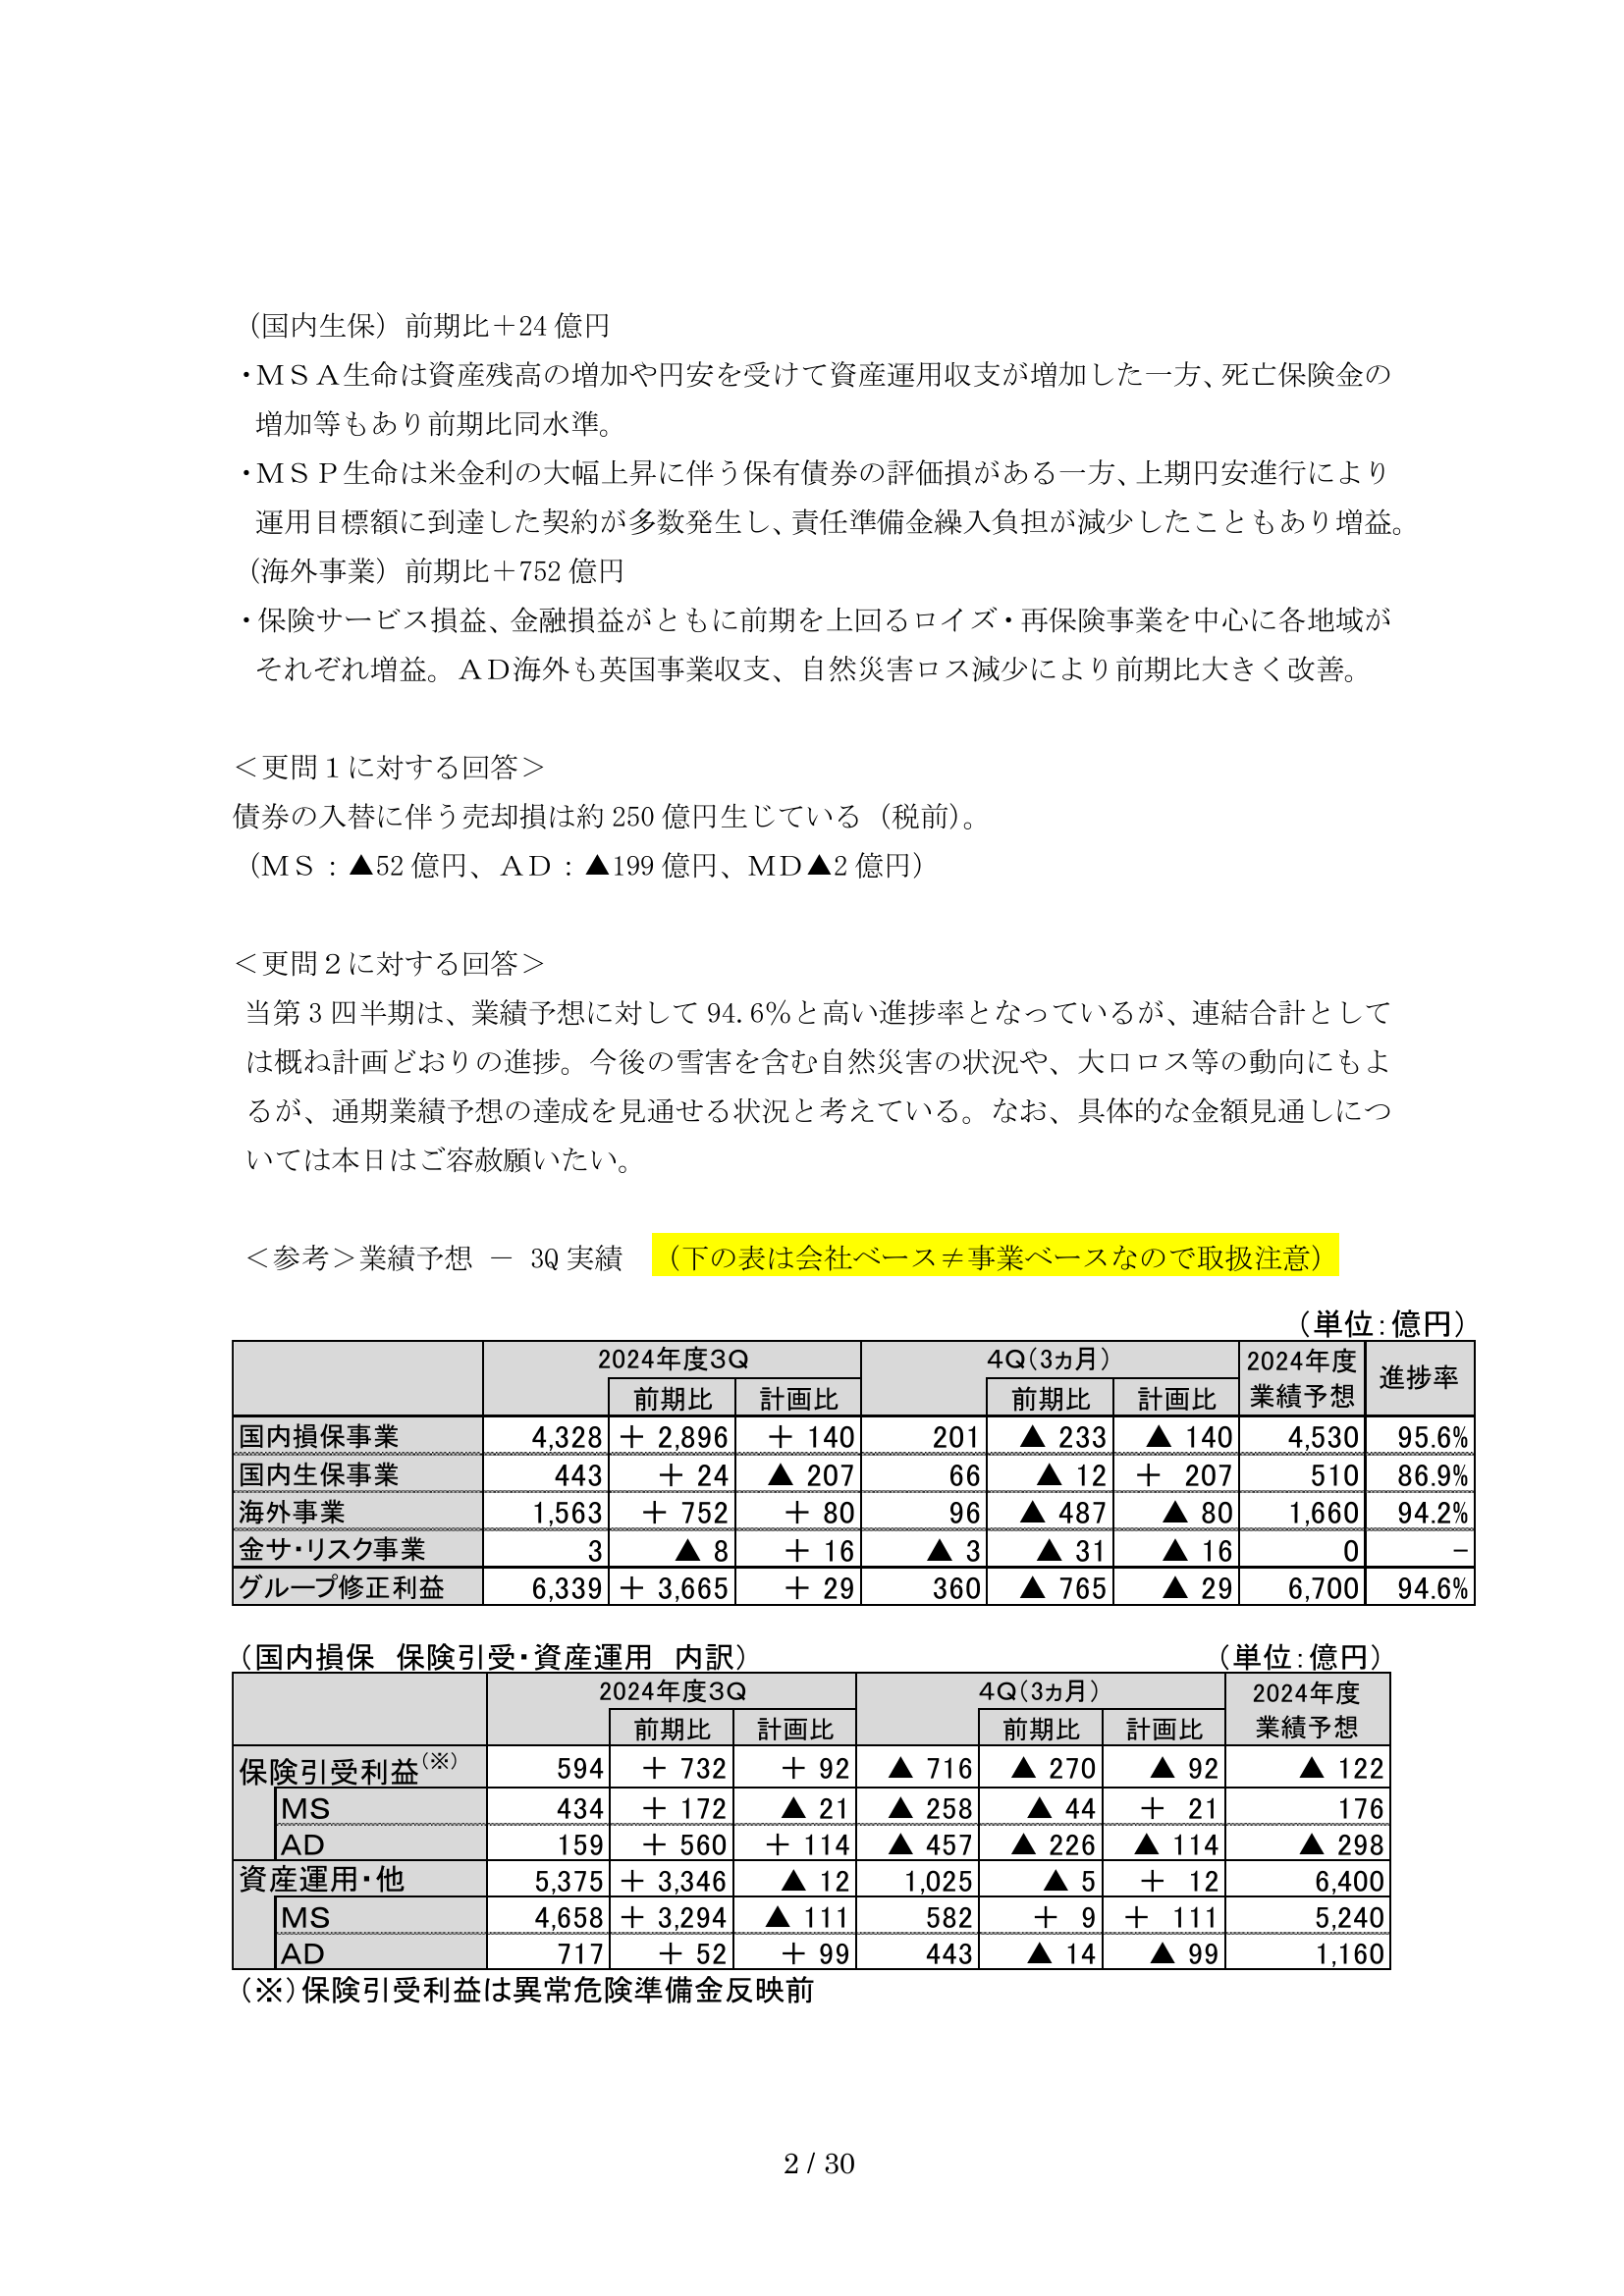 （国内生保）前期比＋24 億円
・ＭＳＡ生命は資産残高の増加や円安を受けて資産運用収支が増加した一方、死亡保険金の
増加等もあり前期比同水準。
・ＭＳＰ生命は米金利の大幅上昇に伴う保有債券の評価損がある一方、上期円安進行により
運用目標額に到達した契約が多数発生し、責任準備金繰入負担が減少したこともあり増益。
（海外事業）前期比＋752 億円
・保険サービス損益、金融損益がともに前期を上回るロイズ・再保険事業を中心に各地域が
それぞれ増益。ＡＤ海外も英国事業収支、自然災害ロス減少により前期比大きく改善。
＜更問１に対する回答＞
債券の入替に伴う売却損は約 250 億円生じている（税前）。
（ＭＳ：▲52 億円、ＡＤ：▲199 億円、ＭＤ▲2 億円）
＜更問２に対する回答＞
当第 3 四半期は、業績予想に対して 94.6％と高い進捗率となっているが、連結合計として
は概ね計画どおりの進捗。今後の雪害を含む自然災害の状況や、大口ロス等の動向にもよ
るが、通期業績予想の達成を見通せる状況と考えている。なお、具体的な金額見通しにつ
いては本日はご容赦願いたい。
＜参考＞業績予想 － 3Q 実績 （下の表は会社ベース≠事業ベースなので取扱注意）
（単位：億円）
2024年度3Q 4Q（3ヵ月） 2024年度 業績予想 進捗率
前期比 計画比 前期比 計画比
国内損保事業 4,328 ＋ 2,896 ＋ 140 201 ▲ 233 ▲ 140 4,530 95.6%
国内生保事業 443 ＋ 24 ▲ 207 66 ▲ 12 ＋ 207 510 86.9%
海外事業 1,563 ＋ 752 ＋ 80 96 ▲ 487 ▲ 80 1,660 94.2%
金サ・リスク事業 3 ▲ 8 ＋ 16 ▲ 3 ▲ 31 ▲ 16 0 －
グループ修正利益 6,339 ＋ 3,665 ＋ 29 360 ▲ 765 ▲ 29 6,700 94.6%
（国内損保 保険引受・資産運用 内訳） （単位：億円）
2024年度3Q 4Q（3ヵ月） 2024年度 業績予想
前期比 計画比 前期比 計画比
保険引受利益（※） 594 ＋ 732 ＋ 92 ▲ 716 ▲ 270 ▲ 92 ▲ 122
MS 434 ＋ 172 ▲ 21 ▲ 258 ▲ 44 ＋ 21 176
AD 159 ＋ 560 ＋ 114 ▲ 457 ▲ 226 ▲ 114 ▲ 298
資産運用・他 5,375 ＋ 3,346 ▲ 12 1,025 ▲ 5 ＋ 12 6,400
MS 4,658 ＋ 3,294 ▲ 111 582 ＋ 9 ＋ 111 5,240
AD 717 ＋ 52 ＋ 99 443 ▲ 14 ▲ 99 1,160
（※）保険引受利益は異常危険準備金反映前
2 / 30